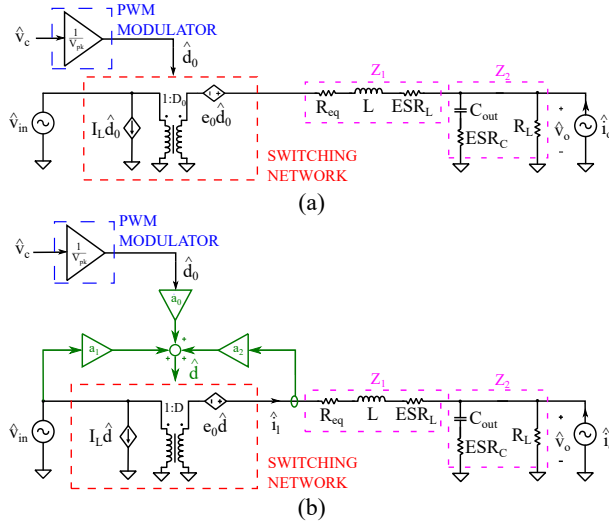 PWM
MODULATOR
v̂c
1/Vpk
d̂0
Z1
Z2
1:D0
Req
L
ESRL
Cout
ESRC
RL
+
v̂o
-
v̂in
ILd̂0
e0d̂0
SWITCHING
NETWORK
(a)
PWM
MODULATOR
v̂c
1/Vpk
d̂0
a0
a1
+
+
+
a2
d̂
Z1
Z2
1:D
îl
Req
L
ESRL
Cout
ESRC
RL
+
v̂o
-
v̂in
ILd̂
e0d̂
SWITCHING
NETWORK
(b)